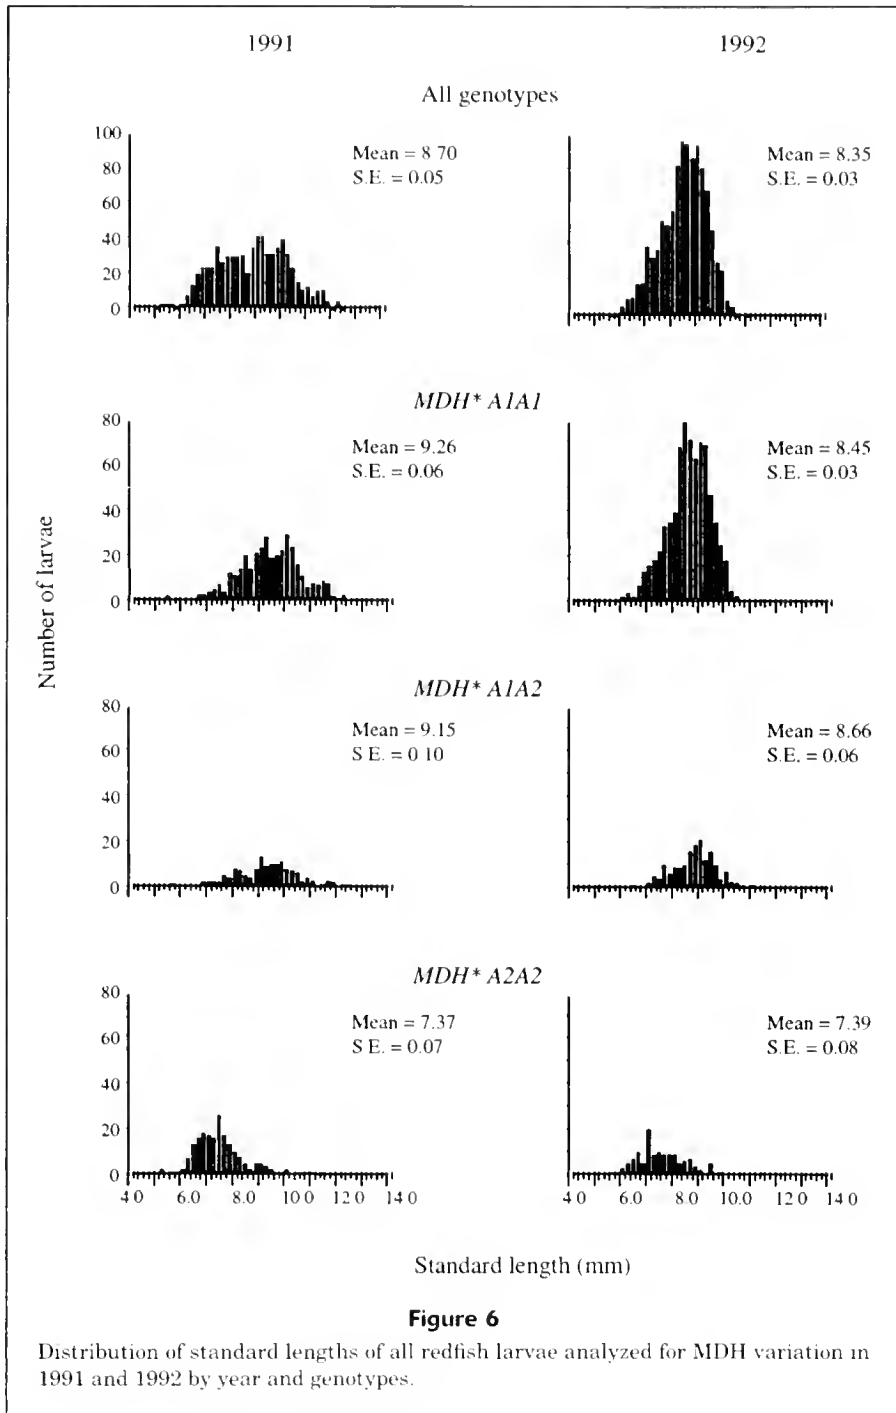 1991 1992
All genotypes
100
80
60
40
20
0
Mean = 8 70
S.E. = 0.05
Mean = 8.35
S.E. = 0.03
MDH* A1A1
80
60
40
20
0
Mean = 9.26
S.E. = 0.06
Mean = 8.45
S.E. = 0.03
Number of larvae
MDH* A1A2
80
60
40
20
0
Mean = 9.15
S E. = 0 10
Mean = 8.66
S.E. = 0.06
MDH* A2A2
80
60
40
20
0
Mean = 7.37
S E. = 0.07
Mean = 7.39
S.E. = 0.08
4 0 6.0 8.0 10 0 12 0 14 0
4 0 6.0 8.0 10.0 12 0 14 0
Standard length (mm)
Figure 6
Distribution of standard lengths of all redfish larvae analyzed for MDH variation in
1991 and 1992 by year and genotypes.